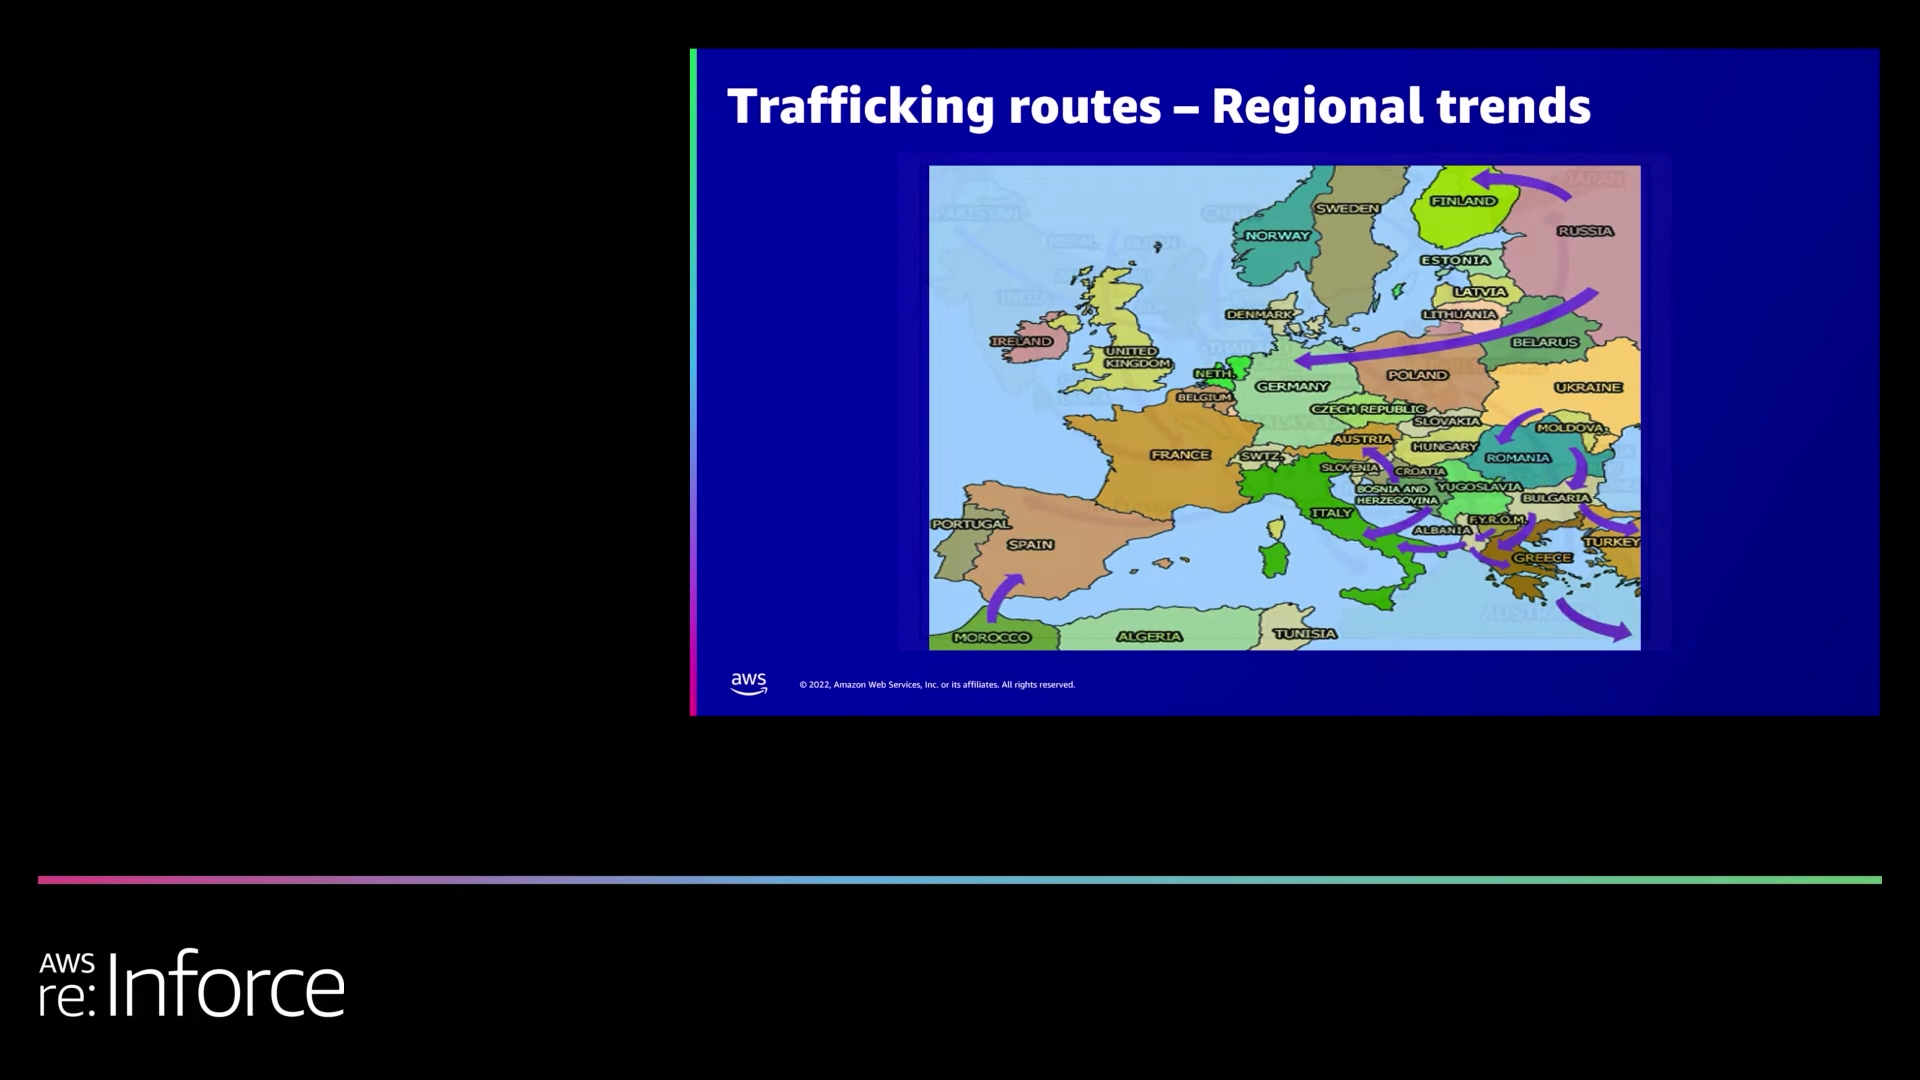 Trafficking routes – Regional trends
JAPAN
PAKISTAN
FINLAND
SWEDEN
NORWAY
RUSSIA
ESTONIA
LATVIA
LITHUANIA
DENMARK
IRELAND
BELARUS
UNITED
KINGDOM
NETH.
POLAND
GERMANY
UKRAINE
BELGIUM
CZECH REPUBLIC
SLOVAKIA
MOLDOVA
AUSTRIA
HUNGARY
FRANCE
SWTZ.
ROMANIA
SLOVENIA
CROATIA
BOSNIA AND
HERZEGOVINA
YUGOSLAVIA
BULGARIA
ITALY
PORTUGAL
ALBANIA
F.Y.R.O.M.
TURKEY
SPAIN
GREECE
MOROCCO
ALGERIA
TUNISIA
aws
© 2022, Amazon Web Services, Inc. or its affiliates. All rights reserved.
AWS
re:Inforce